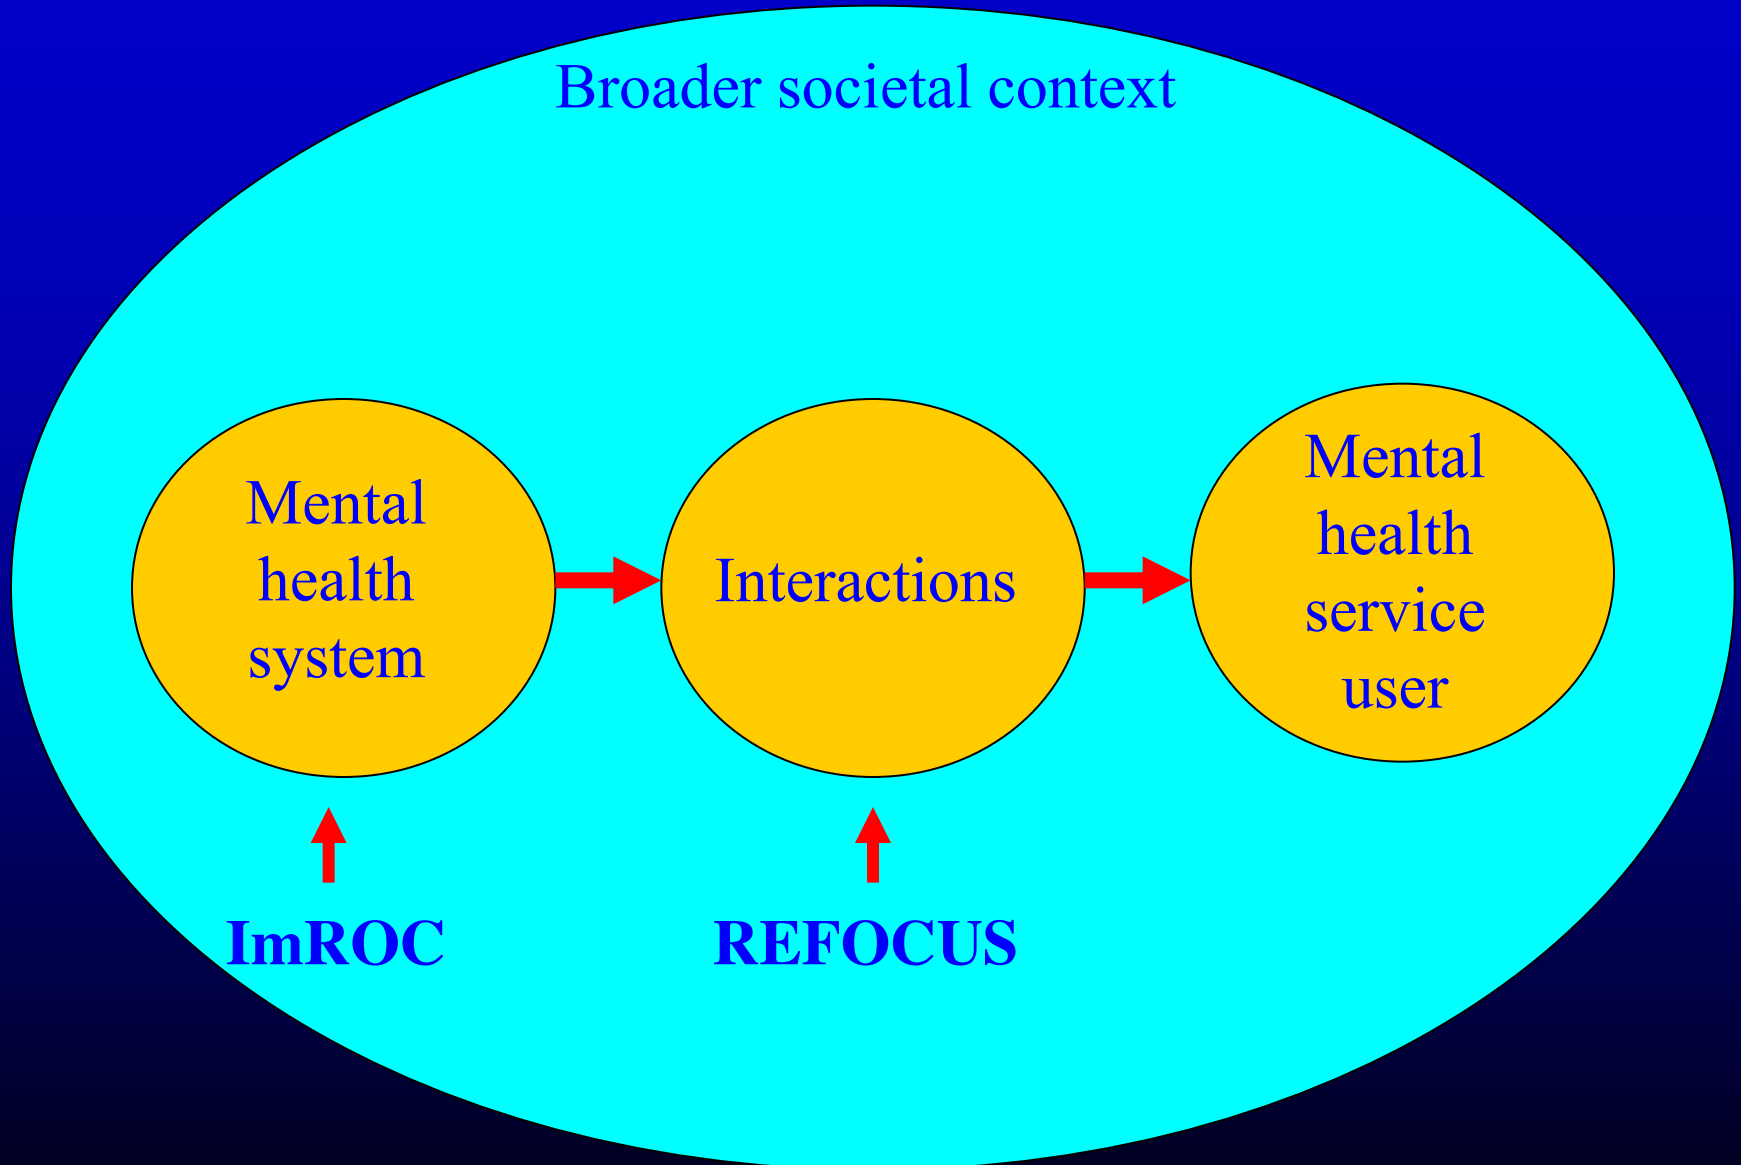 Broader societal context
Mental
health
system
Interactions
Mental
health
service
user
ImROC
REFOCUS